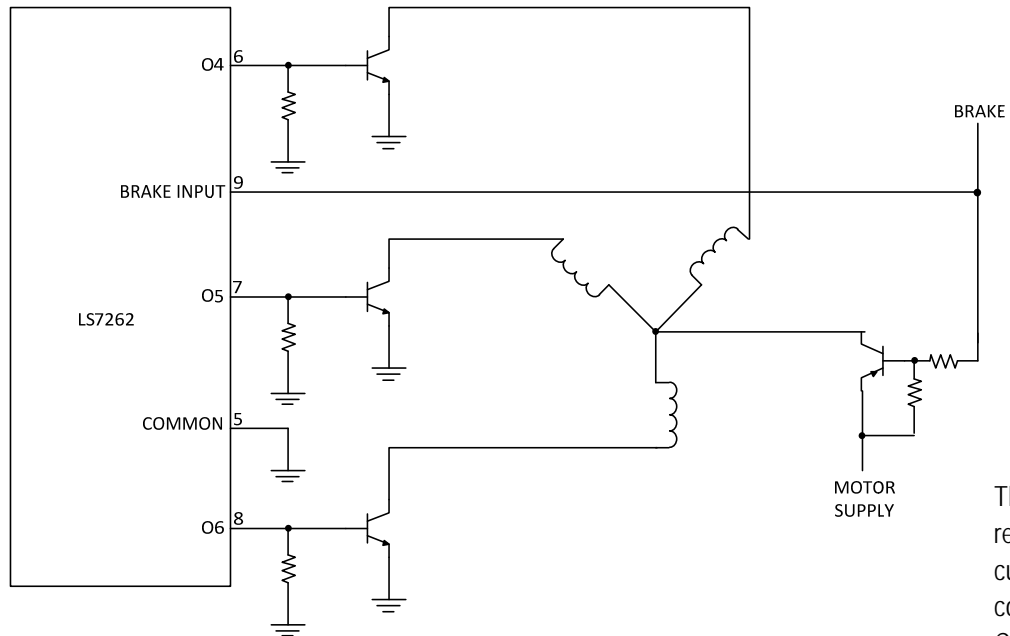 O4 6
BRAKE
BRAKE INPUT 9
O5 7
LS7262
COMMON 5
MOTOR
SUPPLY
O6 8